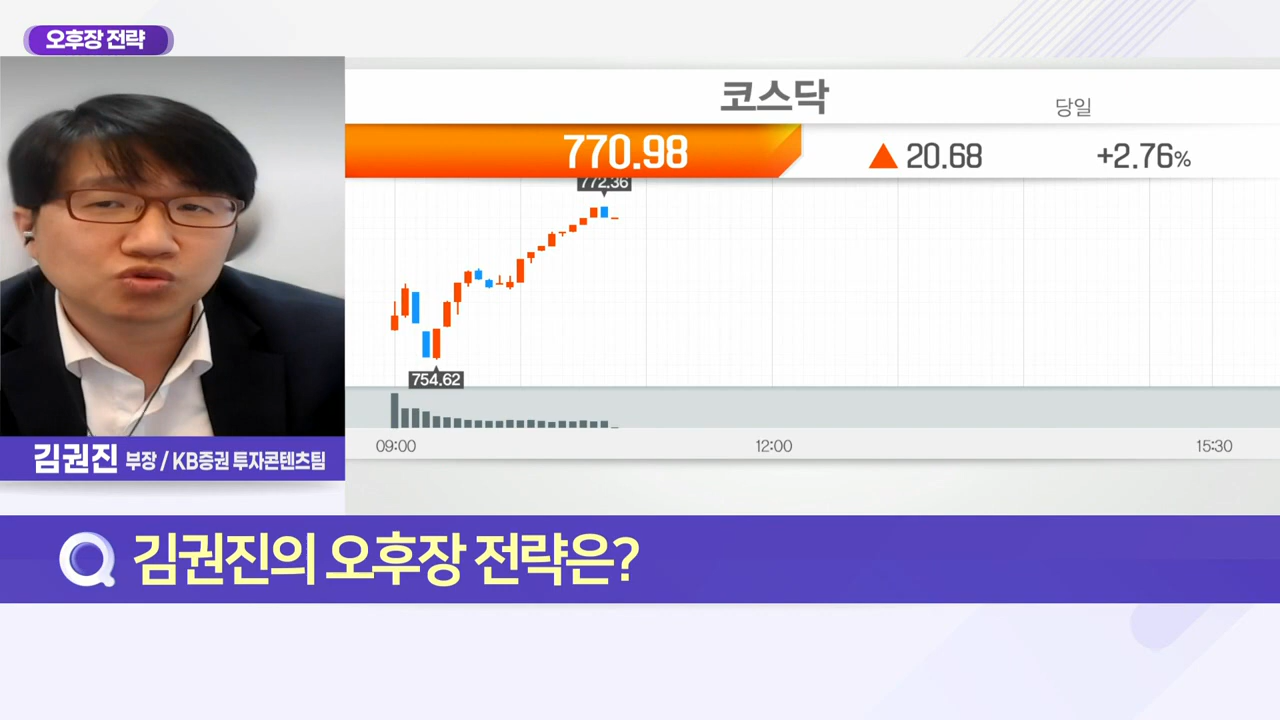 오후장 전략
코스닥
당일
770.98
▲ 20.68
+2.76%
772.36
754.62
09:00
12:00
15:30
김권진 부장 / KB증권 투자콘텐츠팀
Q 김권진의 오후장 전략은?